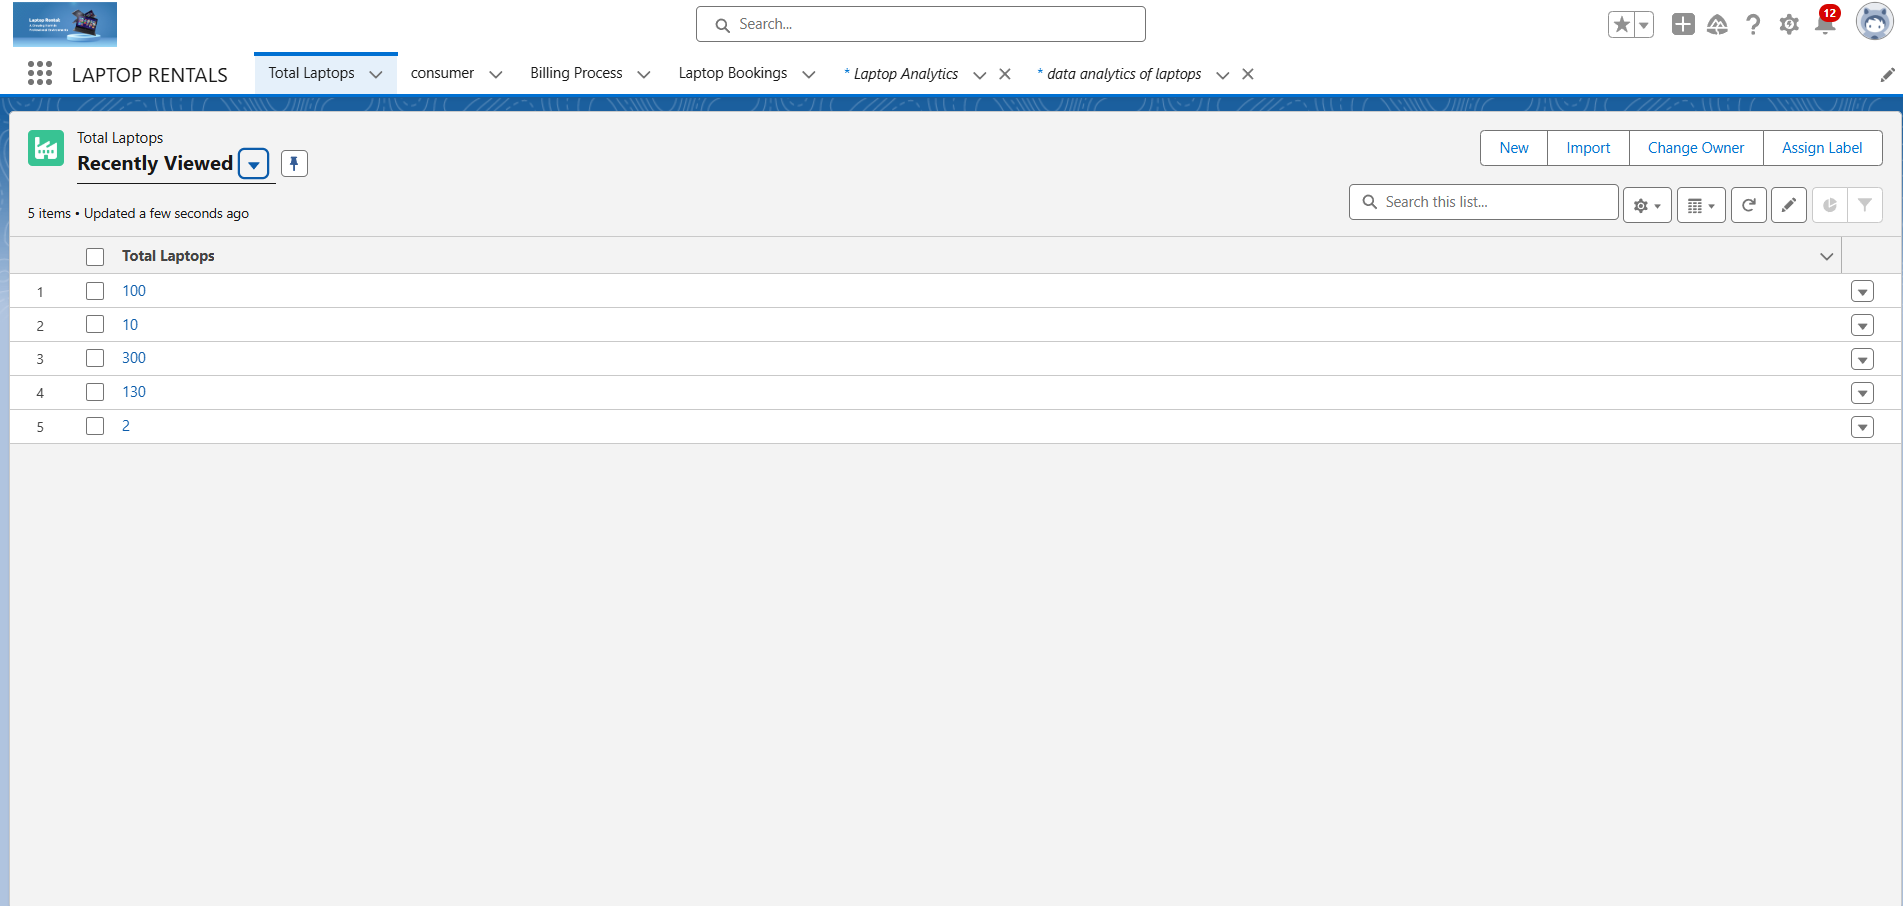 Laptop Rental:
Search...
12
LAPTOP RENTALS
Total Laptops
consumer
Billing Process
Laptop Bookings
* Laptop Analytics
* data analytics of laptops
Total Laptops
Recently Viewed
New
Import
Change Owner
Assign Label
5 items • Updated a few seconds ago
Search this list...
Total Laptops
1 100
2 10
3 300
4 130
5 2